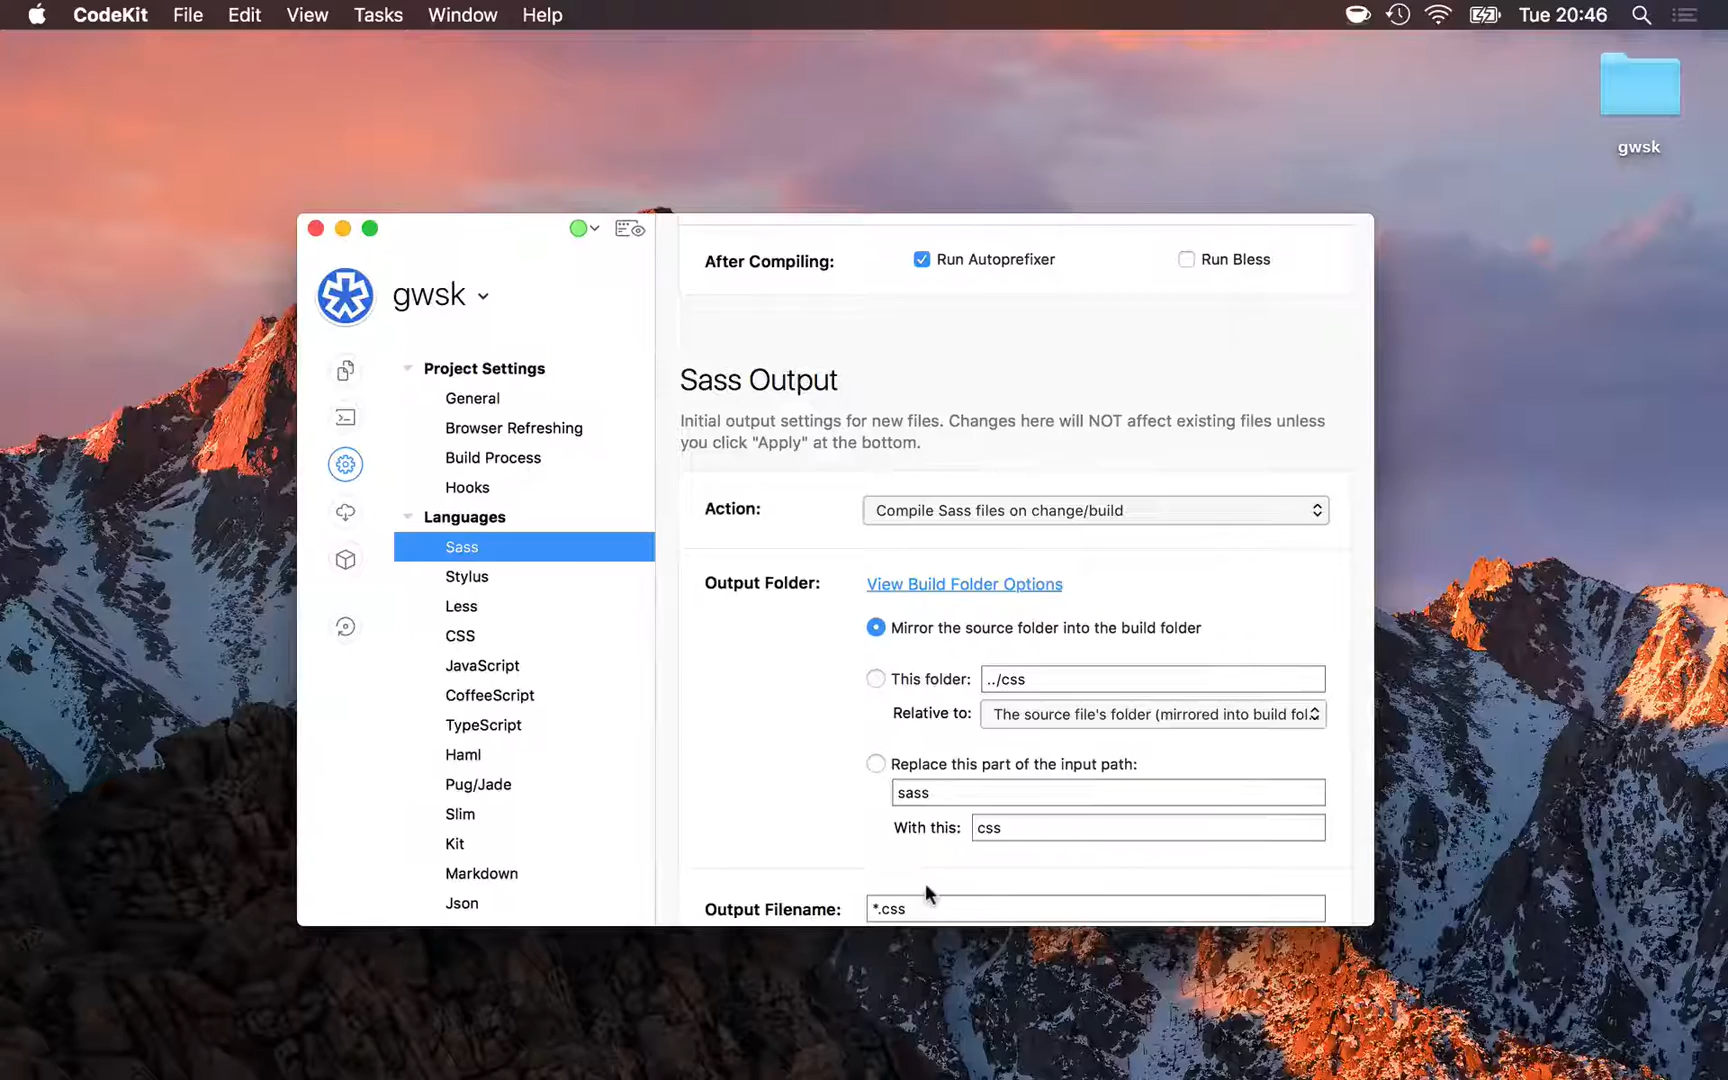 CodeKit File Edit View Tasks Window Help
Tue 20:46
gwsk
gwsk
Project Settings
General
Browser Refreshing
Build Process
Hooks
Languages
Sass
Stylus
Less
CSS
JavaScript
CoffeeScript
TypeScript
Haml
Pug/Jade
Slim
Kit
Markdown
Json
After Compiling: Run Autoprefixer Run Bless
Sass Output
Initial output settings for new files. Changes here will NOT affect existing files unless
you click "Apply" at the bottom.
Action: Compile Sass files on change/build
Output Folder: View Build Folder Options
Mirror the source folder into the build folder
This folder: ../css
Relative to: The source file's folder (mirrored into build fol...
Replace this part of the input path:
sass
With this: css
Output Filename: *.css